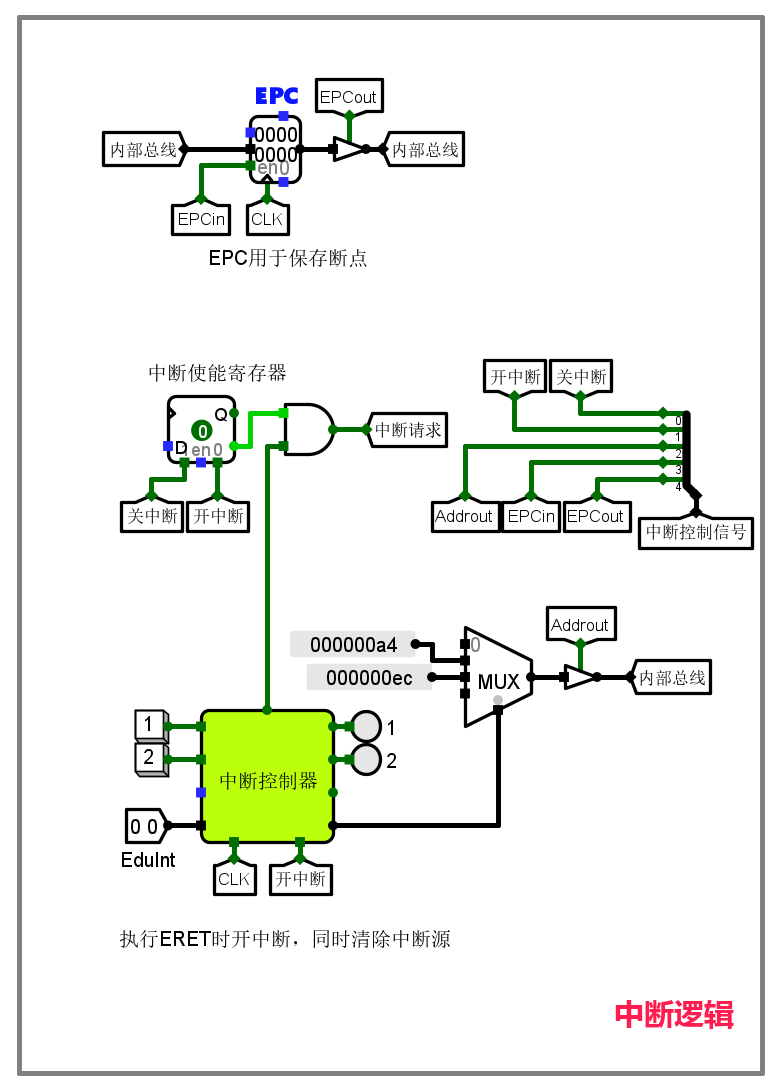 EPC
EPCout
内部总线
0000
0000
en0
内部总线
EPCin
CLK
EPC用于保存断点
中断使能寄存器
开中断
关中断
Q
0
D
1en0
中断请求
0
1
2
3
4
关中断
开中断
Addrout
EPCin
EPCout
中断控制信号
Addrout
000000a4
0
000000ec
MUX
内部总线
1
1
2
2
中断控制器
0 0
EduInt
CLK
开中断
执行ERET时开中断，同时清除中断源
中断逻辑